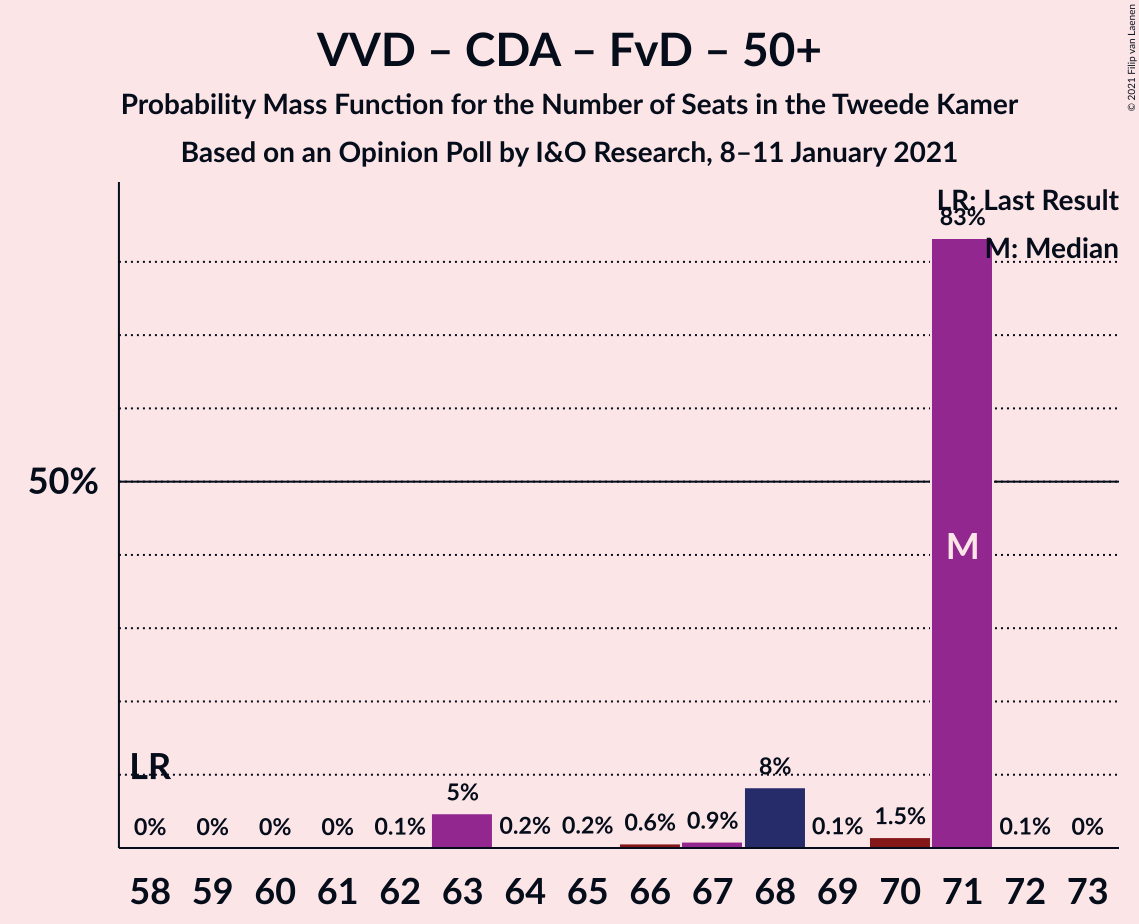 VVD – CDA – FvD – 50+
Probability Mass Function for the Number of Seats in the Tweede Kamer
Based on an Opinion Poll by I&O Research, 8–11 January 2021
© 2021 Filip van Laenen
LR: Last Result
M: Median
50%
LR
M
0% 0% 0% 0% 0.1% 5% 0.2% 0.2% 0.6% 0.9% 8% 0.1% 1.5% 83% 0.1% 0%
58 59 60 61 62 63 64 65 66 67 68 69 70 71 72 73